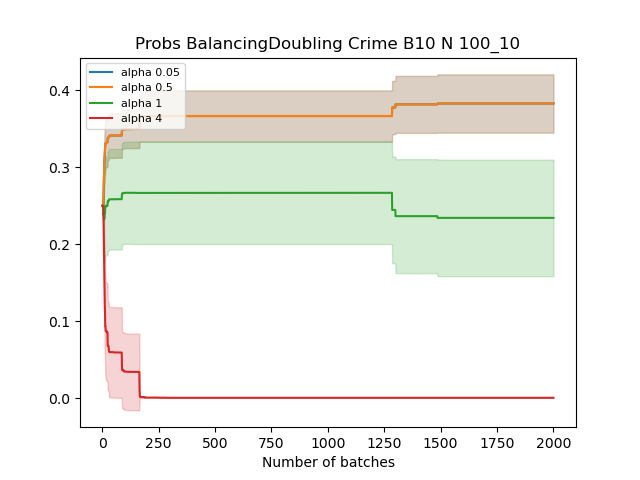 Probs BalancingDoubling Crime B10 N 100_10
alpha 0.05
alpha 0.5
alpha 1
alpha 4
0.4
0.3
0.2
0.1
0.0
0 250 500 750 1000 1250 1500 1750 2000
Number of batches